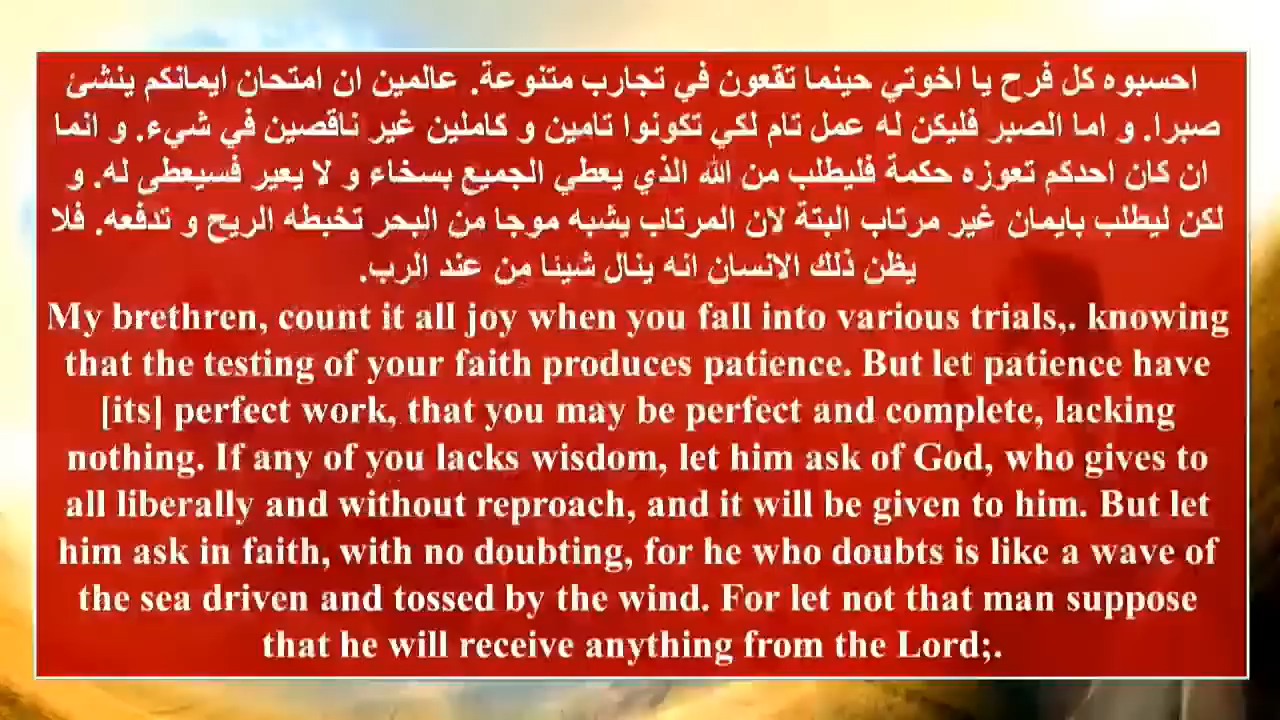 احسبوه كل فرح يا اخوتي حينما تقعون في تجارب متنوعة. عالمين ان امتحان ايمانكم ينشئ
صبرا. و اما الصبر فليكن له عمل تام لكي تكونوا تامين و كاملين غير ناقصين في شيء. و انما
ان كان احدكم تعوزه حكمة فليطلب من الله الذي يعطي الجميع بسخاء و لا يعير فسيعطى له. و
لكن ليطلب بايمان غير مرتاب البتة لان المرتاب يشبه موجا من البحر تخبطه الريح و تدفعه. فلا
يظن ذلك الانسان انه ينال شيئا من عند الرب.
My brethren, count it all joy when you fall into various trials,. knowing
that the testing of your faith produces patience. But let patience have
[its] perfect work, that you may be perfect and complete, lacking
nothing. If any of you lacks wisdom, let him ask of God, who gives to
all liberally and without reproach, and it will be given to him. But let
him ask in faith, with no doubting, for he who doubts is like a wave of
the sea driven and tossed by the wind. For let not that man suppose
that he will receive anything from the Lord;.